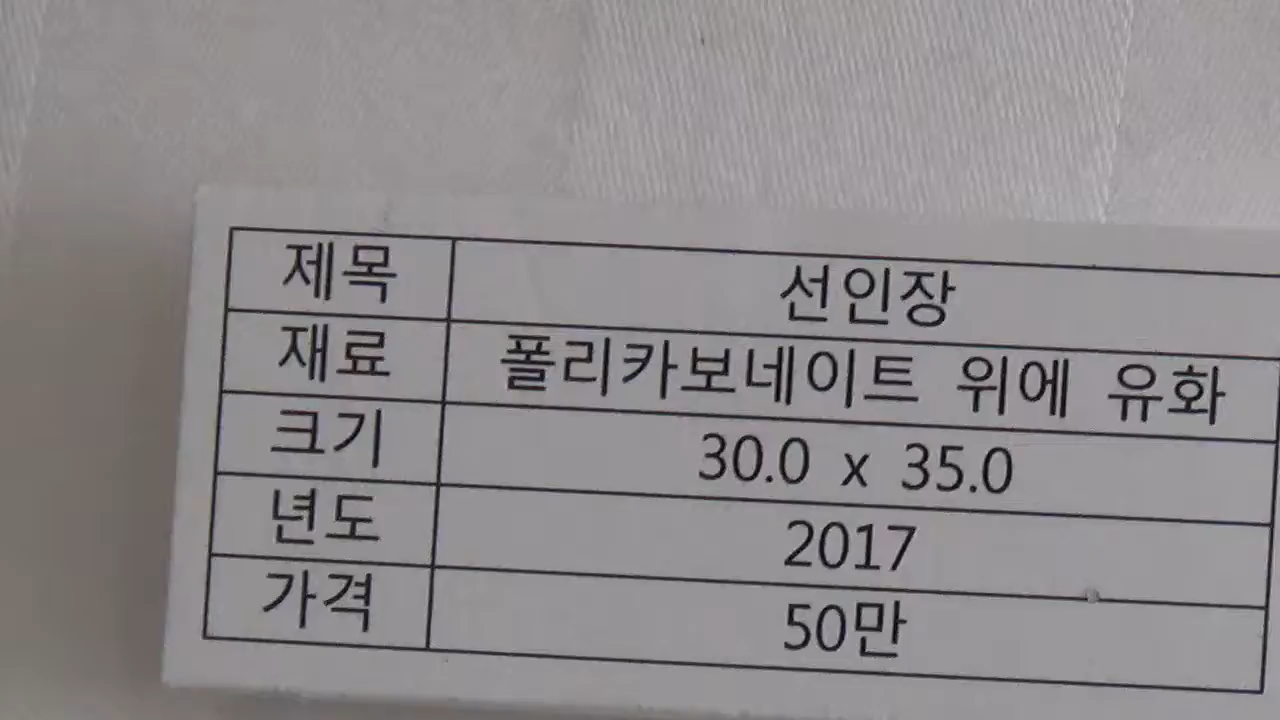 제목 선인장
재료 폴리카보네이트 위에 유화
크기 30.0 x 35.0
년도 2017
가격 50만